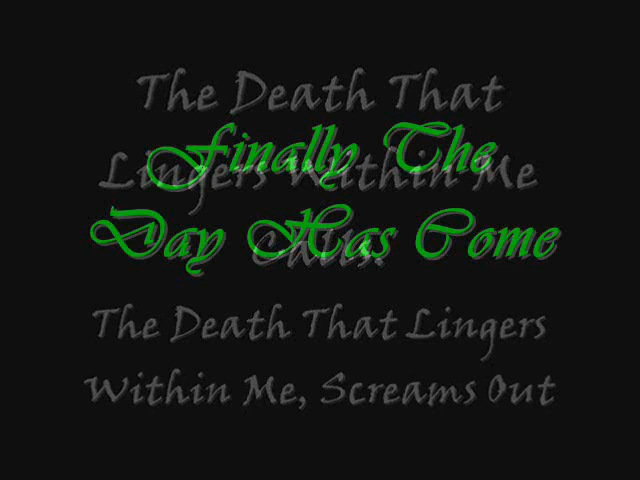 The Death That
Finally The
Lingers Within Me
Day Has Come
Calls.
The Death That Lingers
Within Me, Screams Out